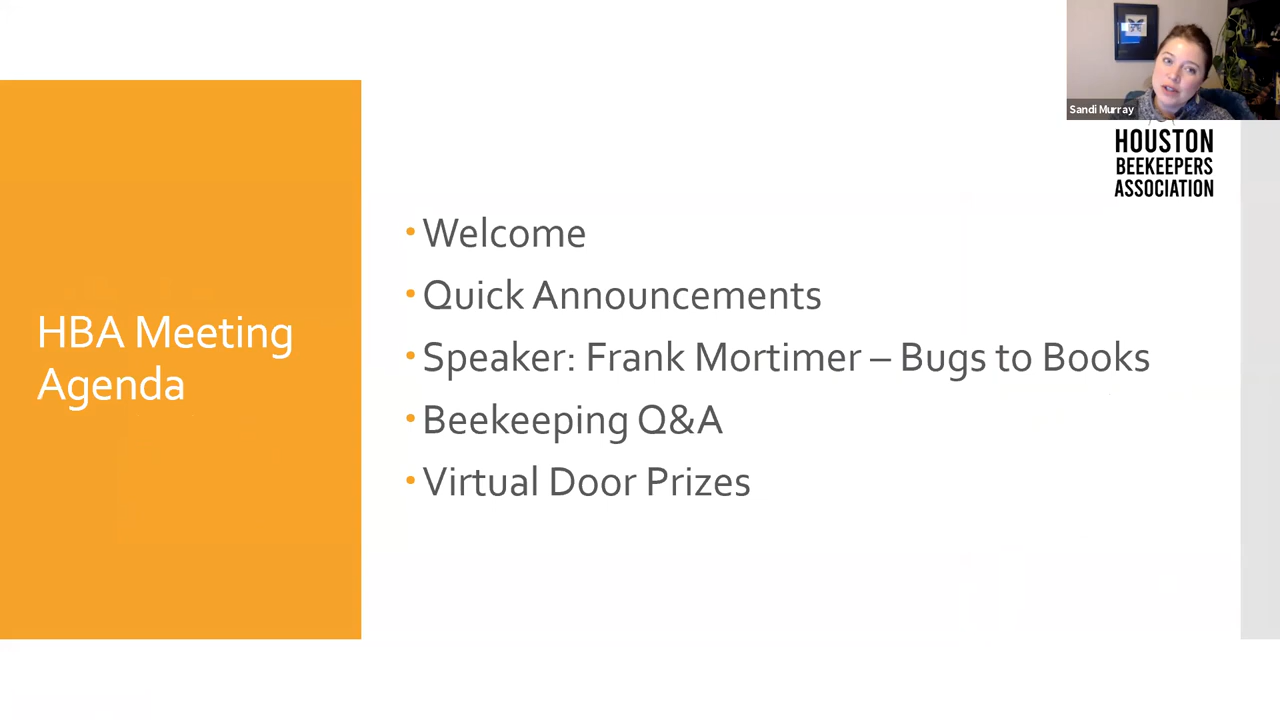 Sandi Murray
HOUSTON
BEEKEEPERS
ASSOCIATION
HBA Meeting
Agenda
• Welcome
• Quick Announcements
• Speaker: Frank Mortimer – Bugs to Books
• Beekeeping Q&A
• Virtual Door Prizes